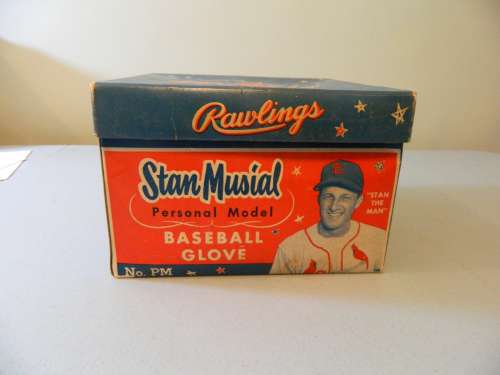 Rawlings
Stan Musial
Personal Model
BASEBALL
GLOVE
"STAN
THE
MAN"
No. PM